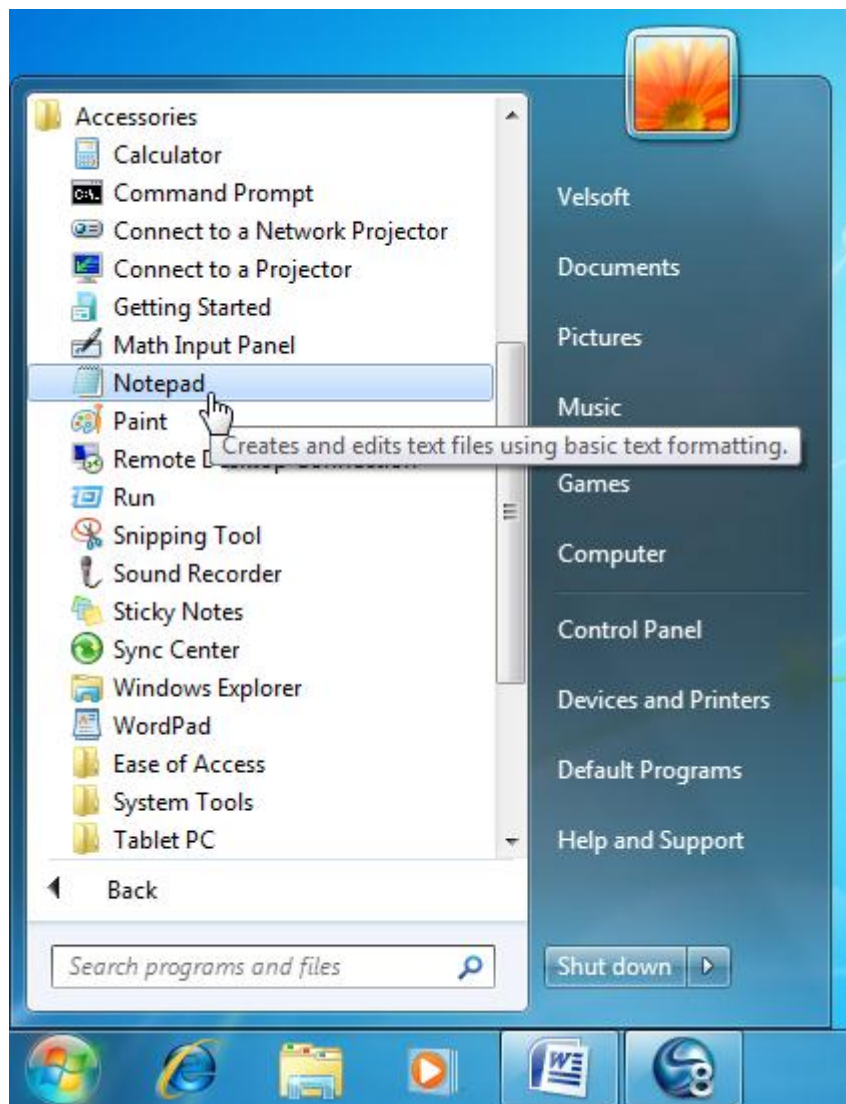 Accessories
Calculator
Command Prompt
Connect to a Network Projector
Connect to a Projector
Getting Started
Math Input Panel
Notepad
Paint
Creates and edits text files using basic text formatting.
Remote
Run
Snipping Tool
Sound Recorder
Sticky Notes
Sync Center
Windows Explorer
WordPad
Ease of Access
System Tools
Tablet PC
Back
Search programs and files
Velsoft
Documents
Pictures
Music
Games
Computer
Control Panel
Devices and Printers
Default Programs
Help and Support
Shut down